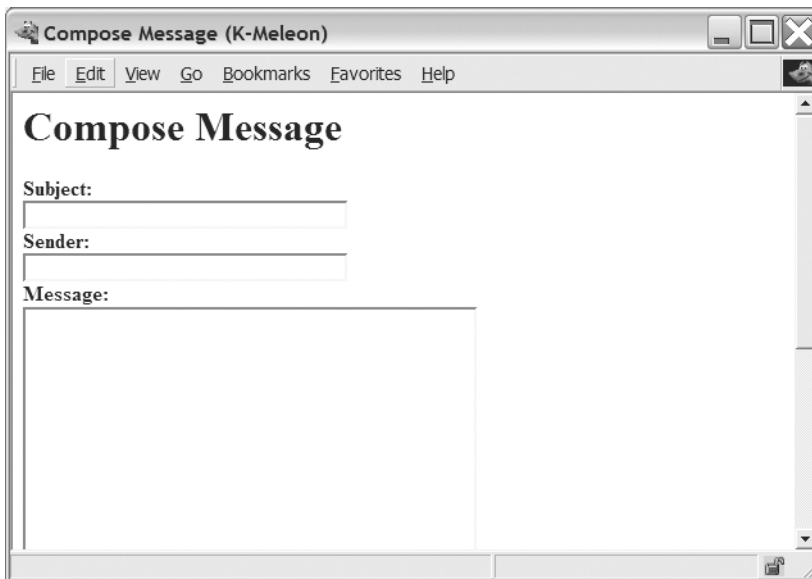 Compose Message (K-Meleon)
File Edit View Go Bookmarks Favorites Help
Compose Message
Subject:
Sender:
Message: